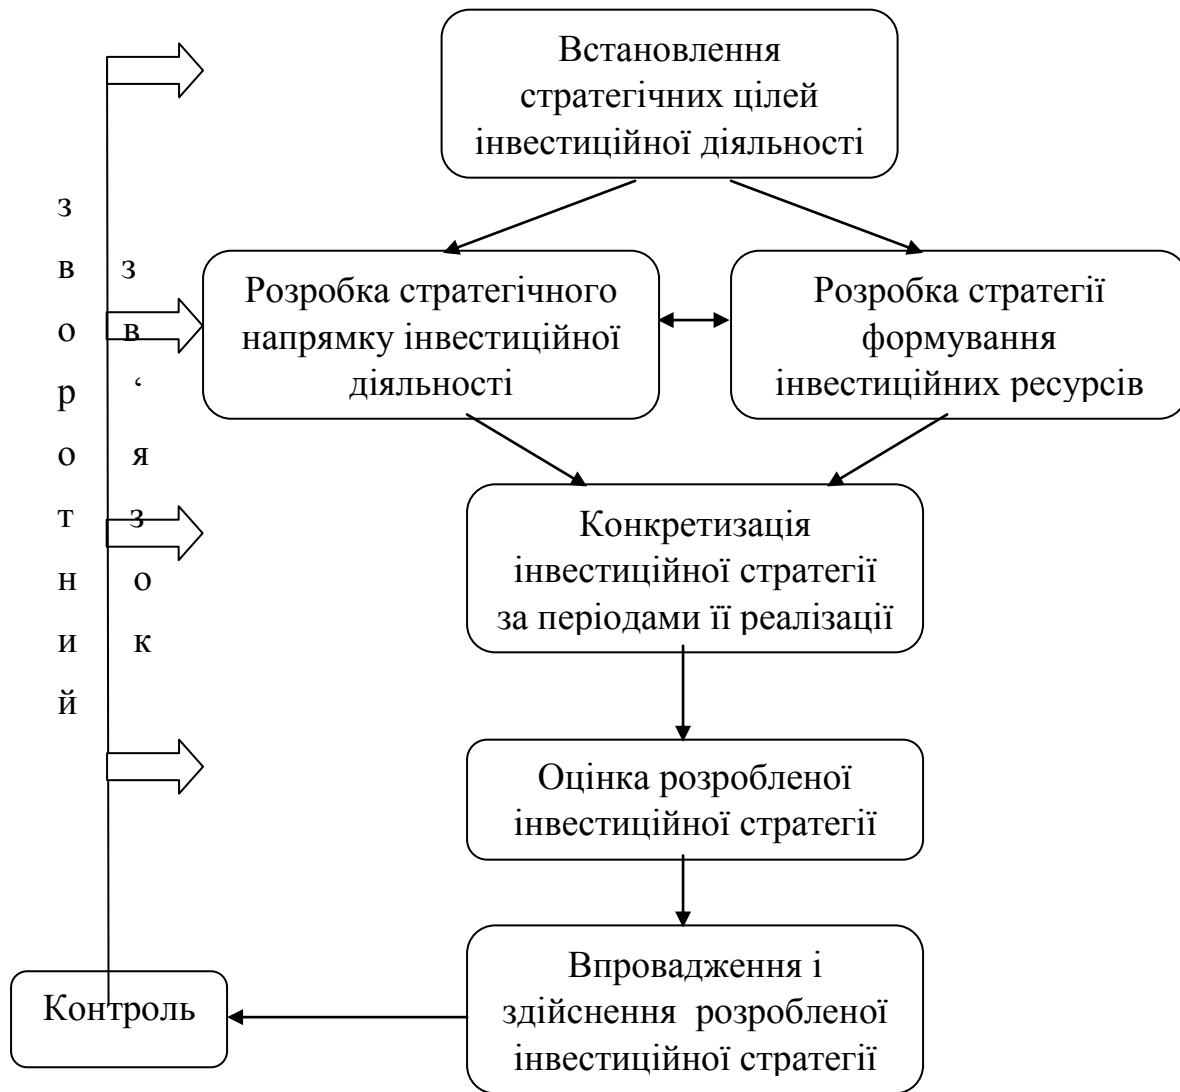 Встановлення
стратегічних цілей
інвестиційної діяльності
зворотний
зв‘язок
Розробка стратегічного
напрямку інвестиційної
діяльності
Розробка стратегії
формування
інвестиційних ресурсів
Конкретизація
інвестиційної стратегії
за періодами її реалізації
Оцінка розробленої
інвестиційної стратегії
Впровадження і
здійснення розробленої
інвестиційної стратегії
Контроль